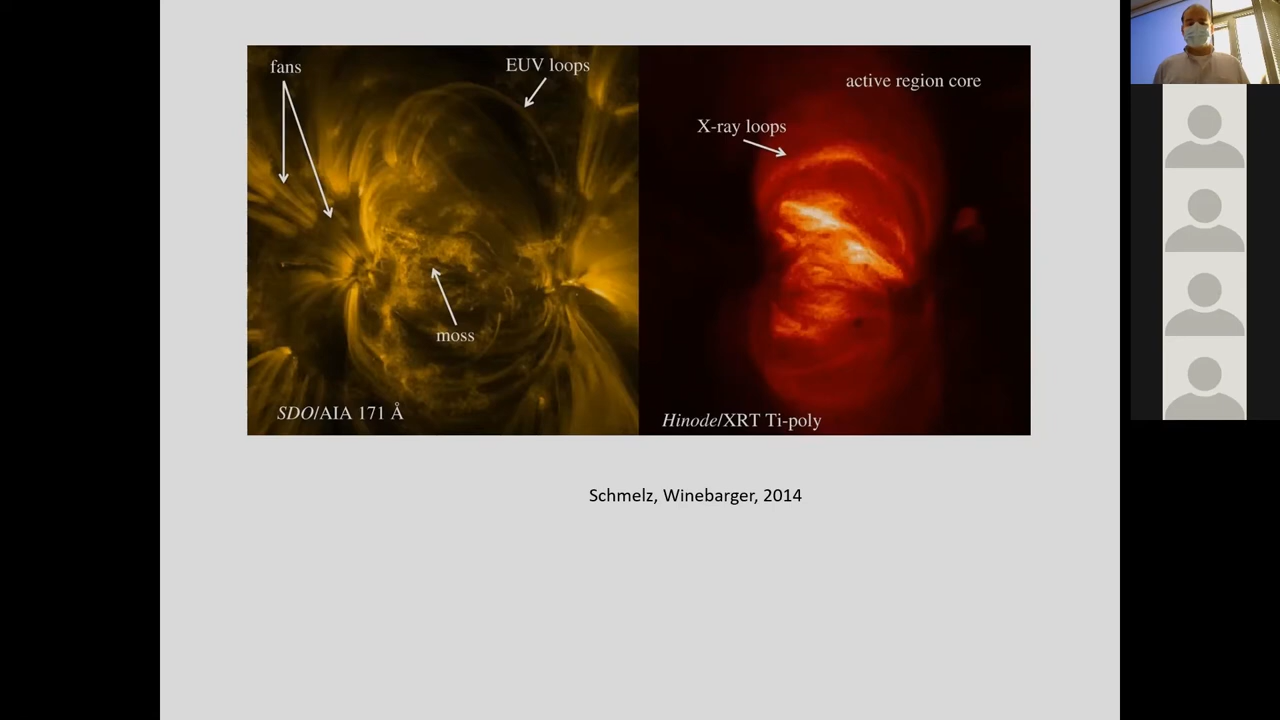 fans
EUV loops
moss
SDO/AIA 171 Å
active region core
X-ray loops
Hinode/XRT Ti-poly
Schmelz, Winebarger, 2014